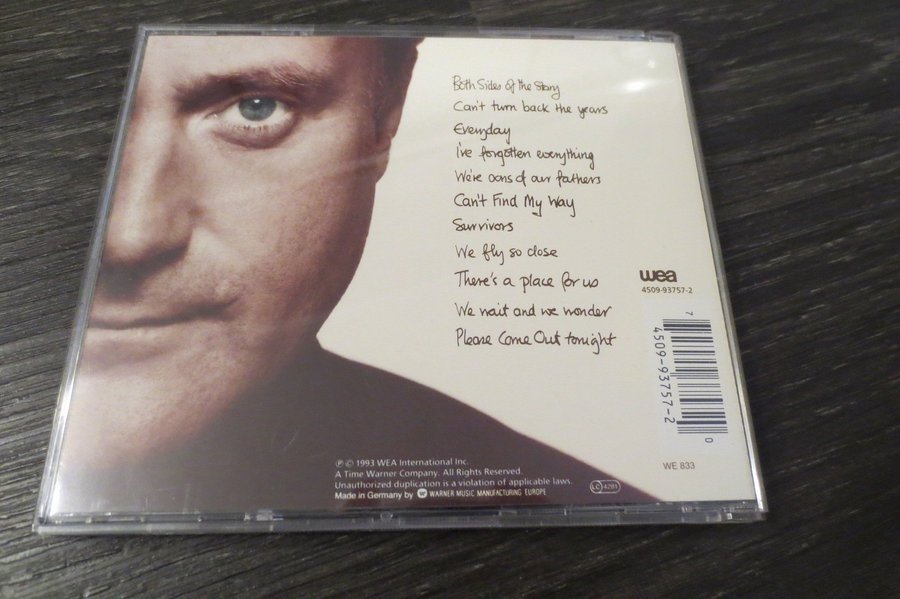 Both Sides of the Story
Can't turn back the years
Everyday
I've forgotten everything
We're sons of our fathers
Can't Find My Way
Survivors
We fly so close
There's a place for us
We wait and we wonder
Please Come Out tonight
wea
4509-93757-2
7
4509-93757-2
0
WE 833
℗ © 1993 WEA International Inc.
A Time Warner Company. All Rights Reserved.
Unauthorized duplication is a violation of applicable laws.
Made in Germany by WARNER MUSIC MANUFACTURING EUROPE
LC 4281